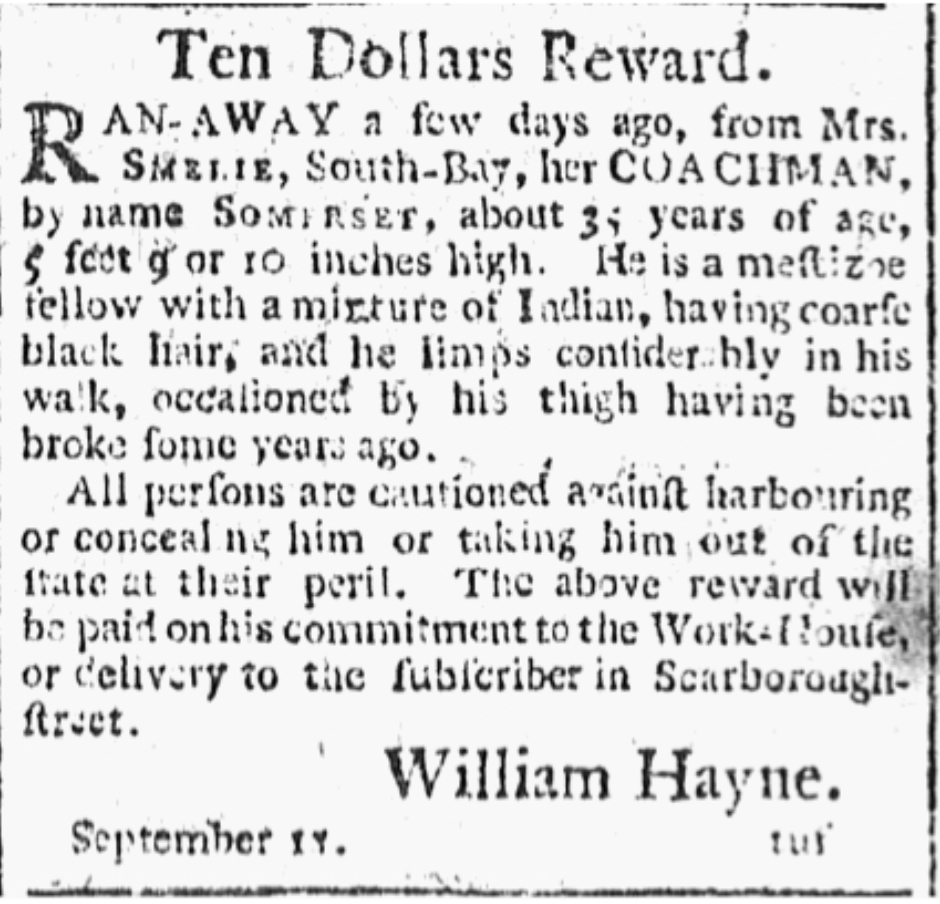 Ten Dollars Reward.
RAN-AWAY a few days ago, from Mrs.
SMELIE, South-Bay, her COACHMAN,
by name SOMERSET, about 35 years of age,
5 feet 9 or 10 inches high. He is a meſtizoe
fellow with a mixture of Indian, having coarſe
black hair, and he limps conſiderably in his
walk, occaſioned by his thigh having been
broke ſome years ago.
All perſons are cautioned againſt harbouring
or concealing him or taking him out of the
ſtate at their peril. The above reward will
be paid on his commitment to the Work-Houſe,
or delivery to the ſubſcriber in Scarborough-
ſtreet.
William Hayne.
September 11. tuſ